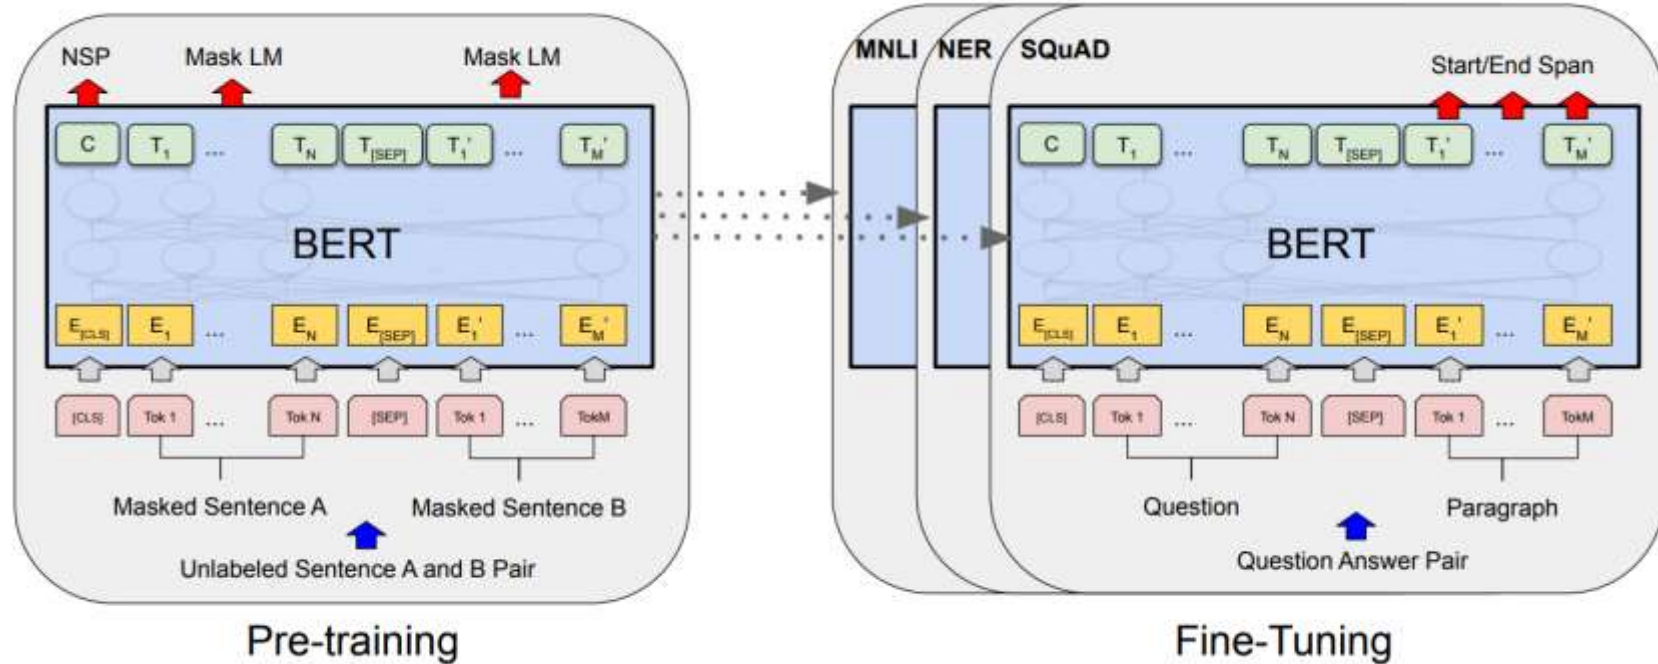 NSP Mask LM Mask LM
C T1 ... TN T[SEP] T1' ... TM'
BERT
E[CLS] E1 ... EN E[SEP] E1' ... EM'
[CLS] Tok 1 ... Tok N [SEP] Tok 1 ... TokM
Masked Sentence A Masked Sentence B
Unlabeled Sentence A and B Pair
Pre-training
MNLI NER SQuAD
Start/End Span
C T1 ... TN T[SEP] T1' ... TM'
BERT
E[CLS] E1 ... EN E[SEP] E1' ... EM'
[CLS] Tok 1 ... Tok N [SEP] Tok 1 ... TokM
Question Paragraph
Question Answer Pair
Fine-Tuning